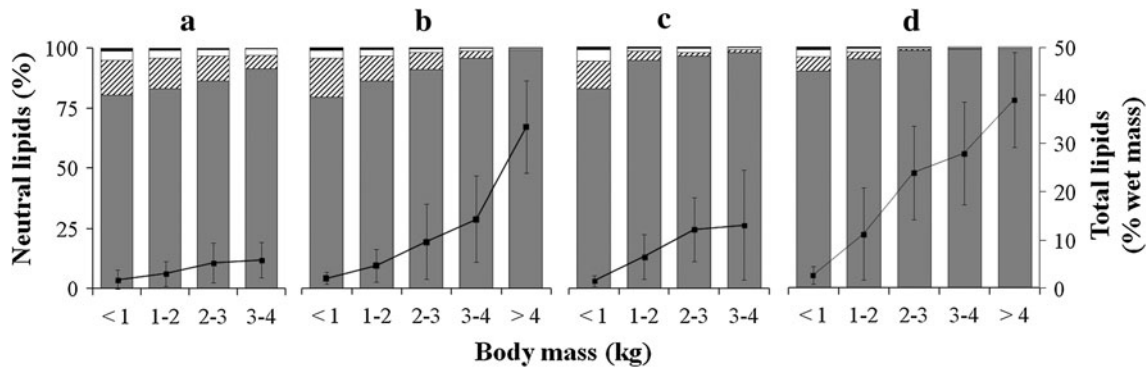 a b c d
Neutral lipids (%)
100
75
50
25
0
50
40
30
20
10
0
Total lipids
(% wet mass)
< 1 1-2 2-3 3-4 < 1 1-2 2-3 3-4 > 4 < 1 1-2 2-3 3-4 < 1 1-2 2-3 3-4 > 4
Body mass (kg)